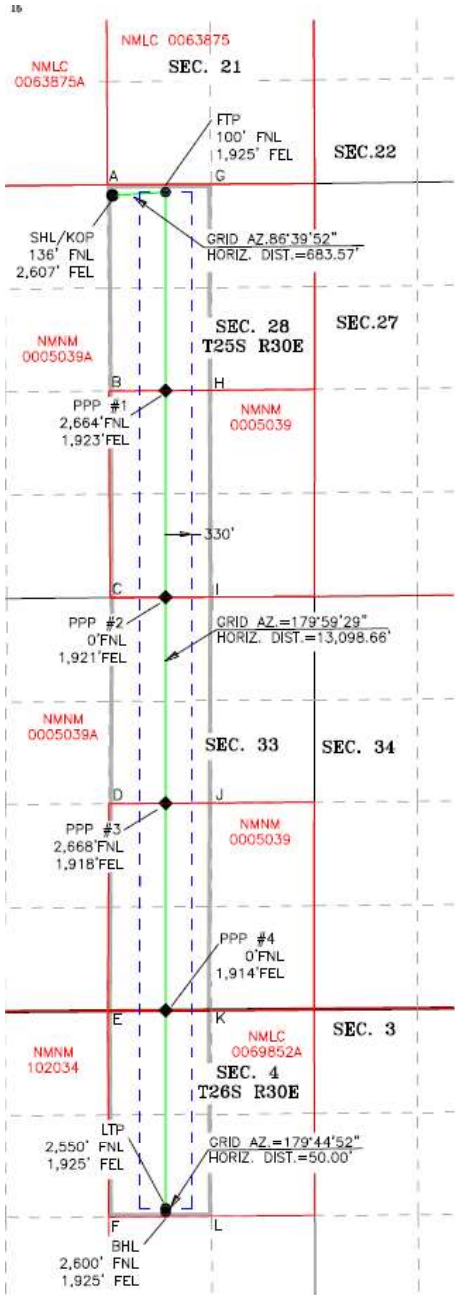 15
NMLC 0063875
NMLC
0063875A
SEC. 21
FTP
100' FNL
1,925' FEL
SEC.22
A
G
SHL/KOP
136' FNL
2,607' FEL
GRID AZ.86°39'52"
HORIZ. DIST.=683.57'
SEC. 28
T25S R30E
SEC.27
NMNM
0005039A
B
H
PPP #1
2,664'FNL
1,923'FEL
NMNM
0005039
330'
C
I
PPP #2
0'FNL
1,921'FEL
GRID AZ.=179°59'29"
HORIZ. DIST.=13,098.66'
NMNM
0005039A
SEC. 33
SEC. 34
D
J
PPP #3
2,668'FNL
1,918'FEL
NMNM
0005039
PPP #4
0'FNL
1,914'FEL
E
K
NMNM
102034
NMLC
0069852A
SEC. 3
SEC. 4
T26S R30E
LTP
2,550' FNL
1,925' FEL
GRID AZ.=179°44'52"
HORIZ. DIST.=50.00'
F
L
BHL
2,600' FNL
1,925' FEL